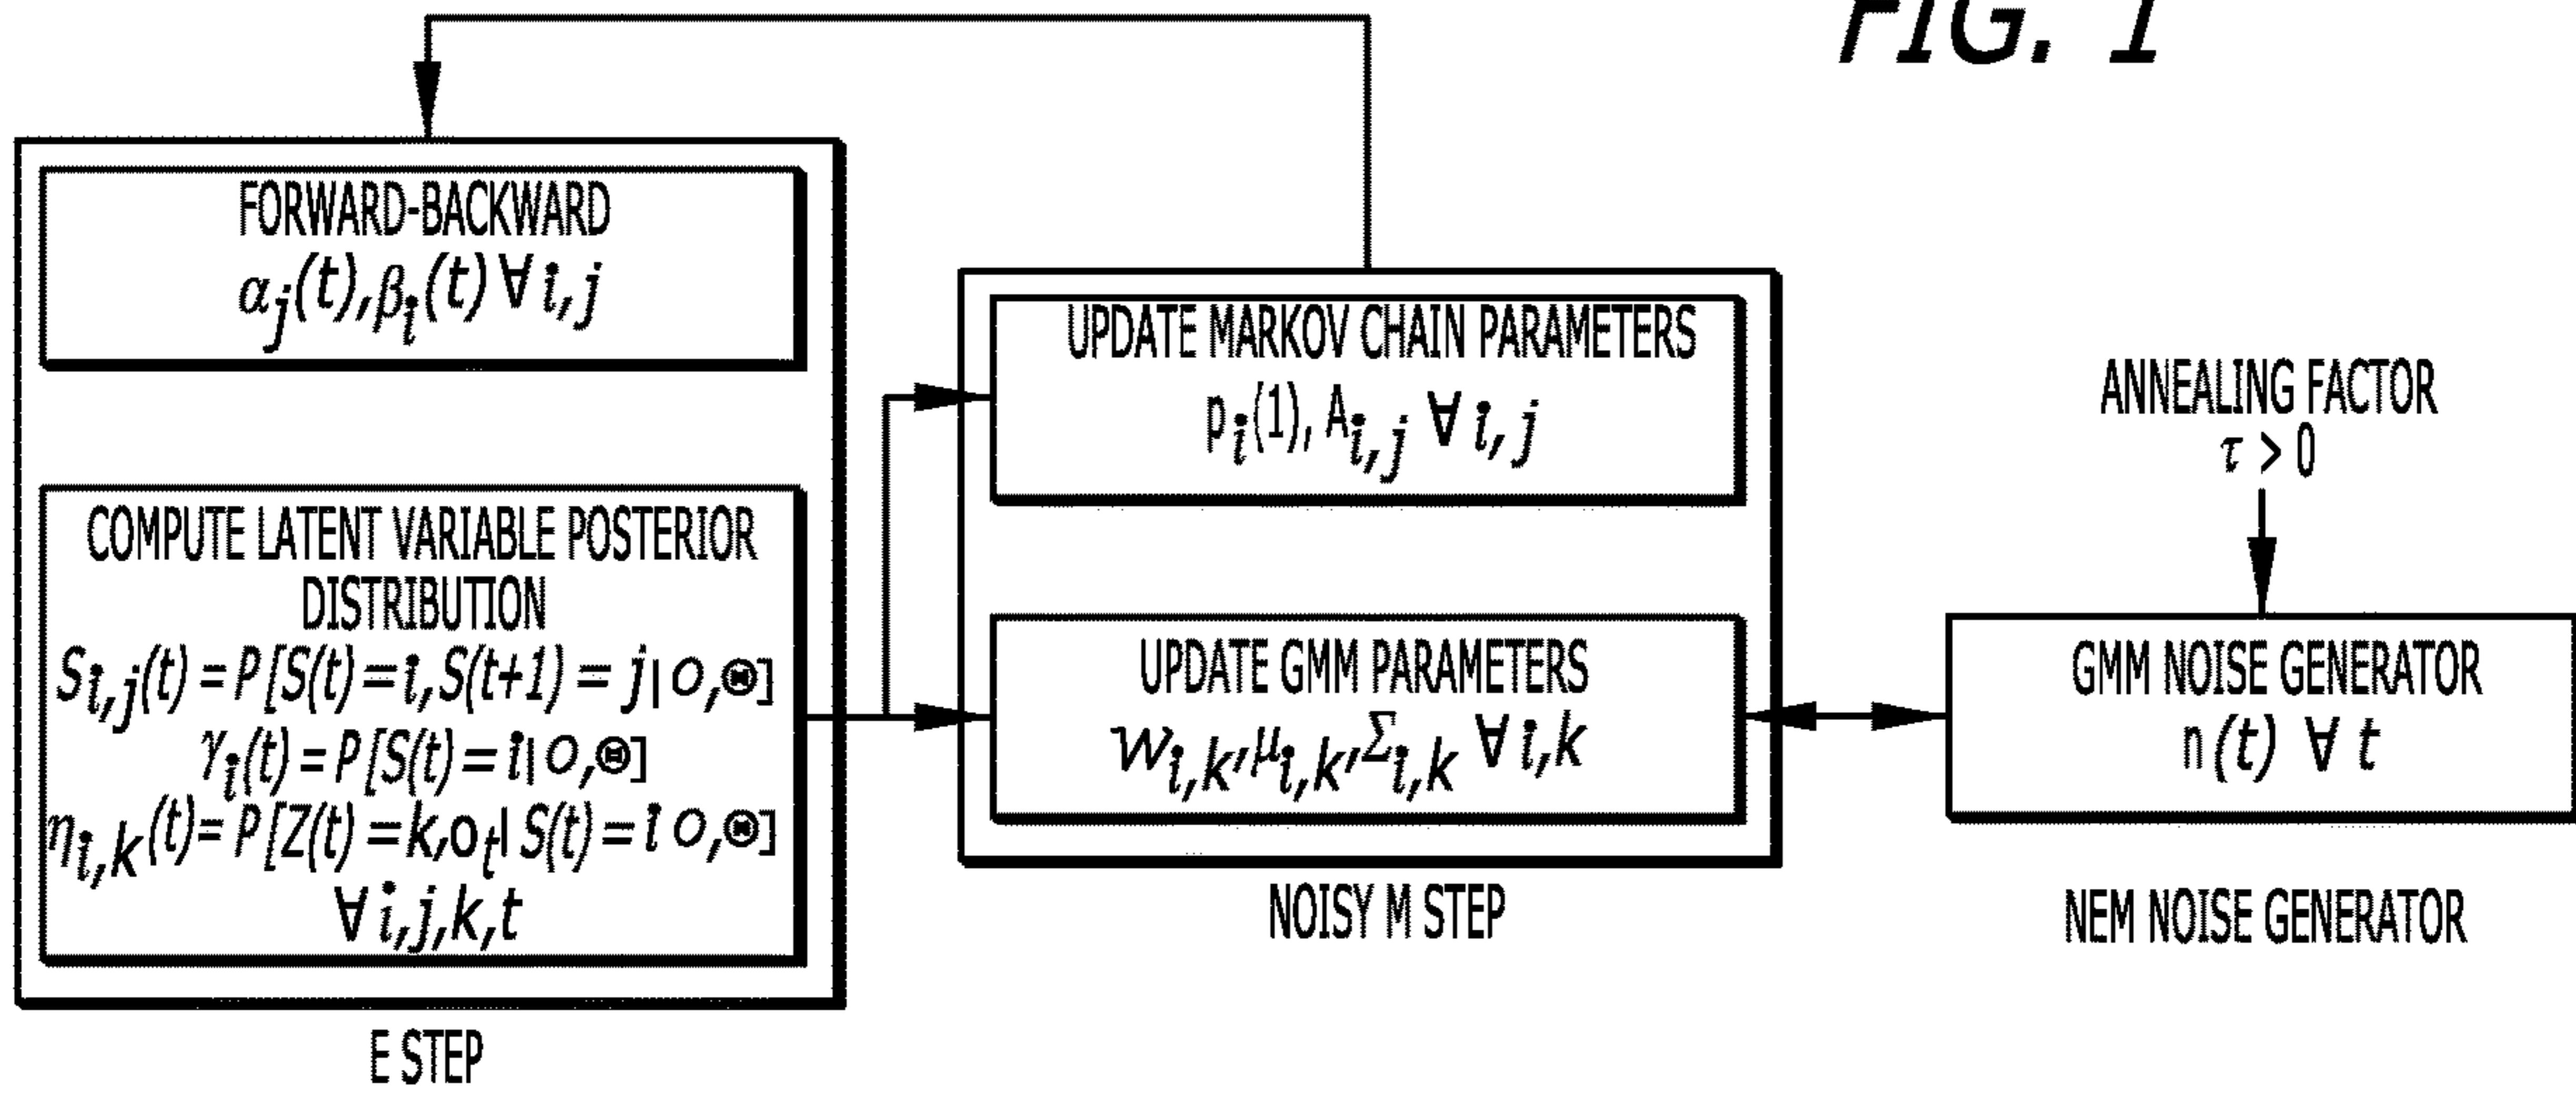 FIG. 1
FORWARD-BACKWARD
αj(t),βi(t) ∀ i, j
COMPUTE LATENT VARIABLE POSTERIOR
DISTRIBUTION
Si,j(t) = P[S(t) = i, S(t+1) = j | O, Θ]
γi(t) = P[S(t) = i | O, Θ]
ηi,k(t) = P[Z(t) = k, ot | S(t) = i O, Θ]
∀ i, j, k, t
E STEP
UPDATE MARKOV CHAIN PARAMETERS
pi(1), Ai,j ∀ i, j
UPDATE GMM PARAMETERS
wi,k, μi,k, Σi,k ∀ i, k
NOISY M STEP
ANNEALING FACTOR
τ > 0
GMM NOISE GENERATOR
n(t) ∀ t
NEM NOISE GENERATOR